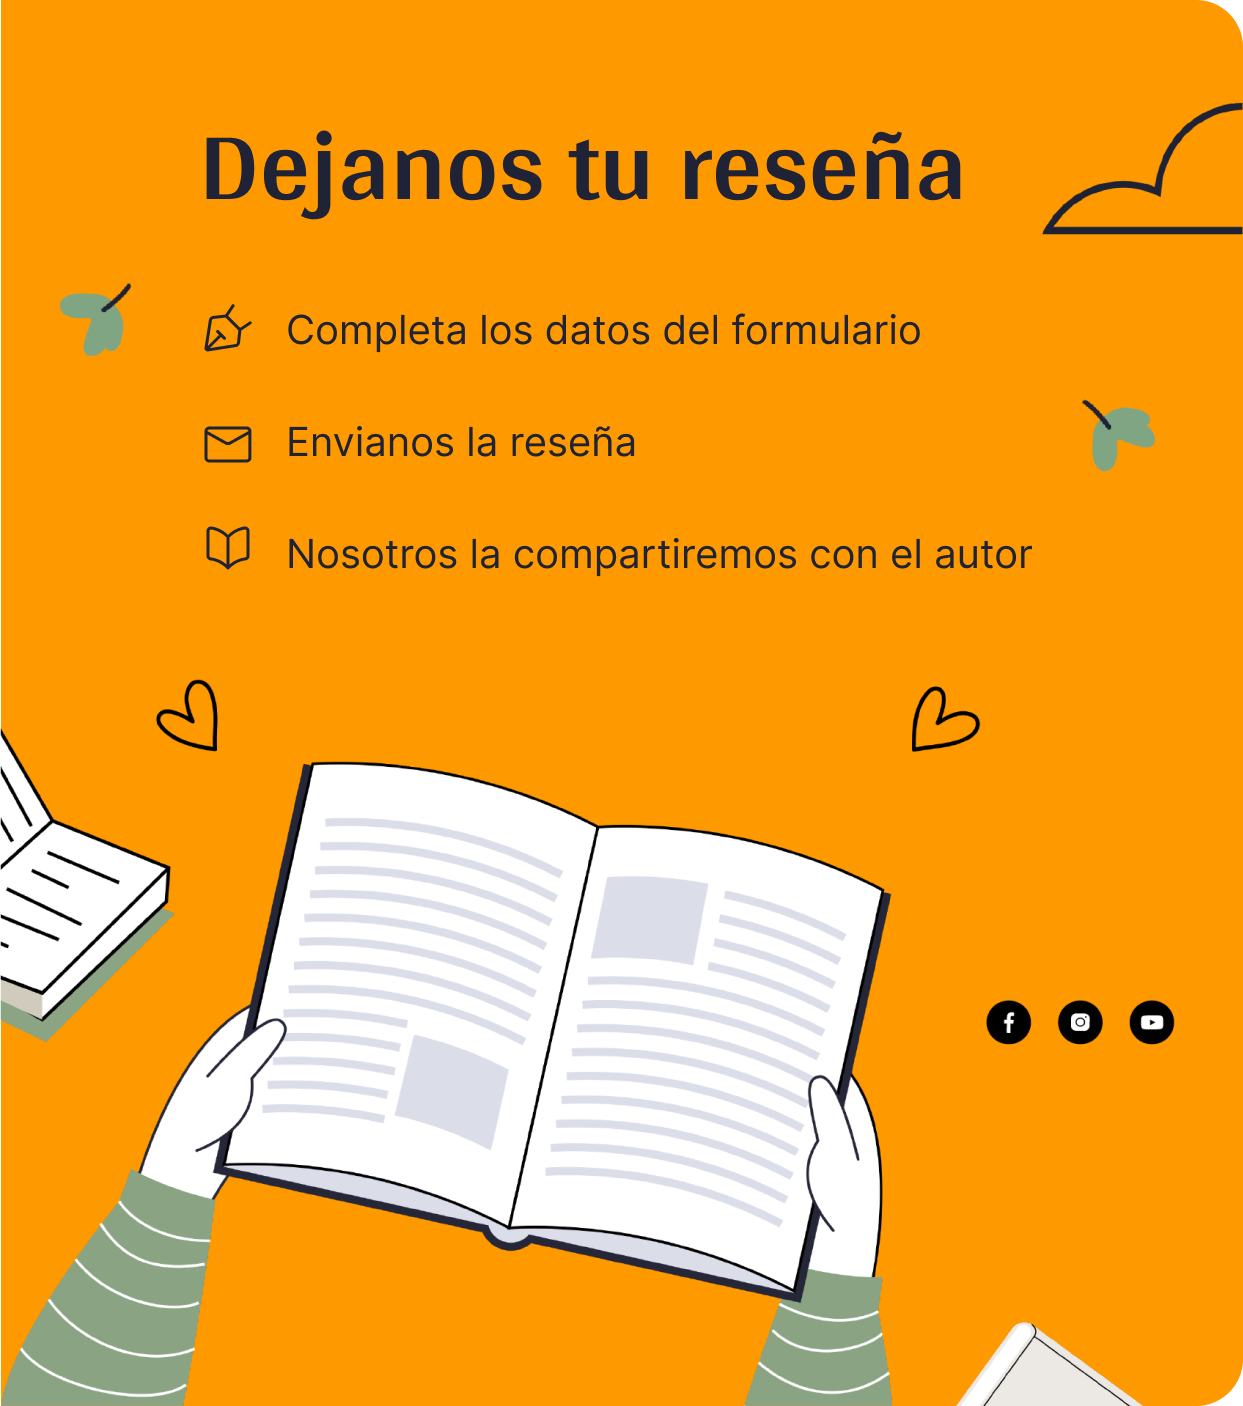 Dejanos tu reseña
Completa los datos del formulario
Envianos la reseña
Nosotros la compartiremos con el autor